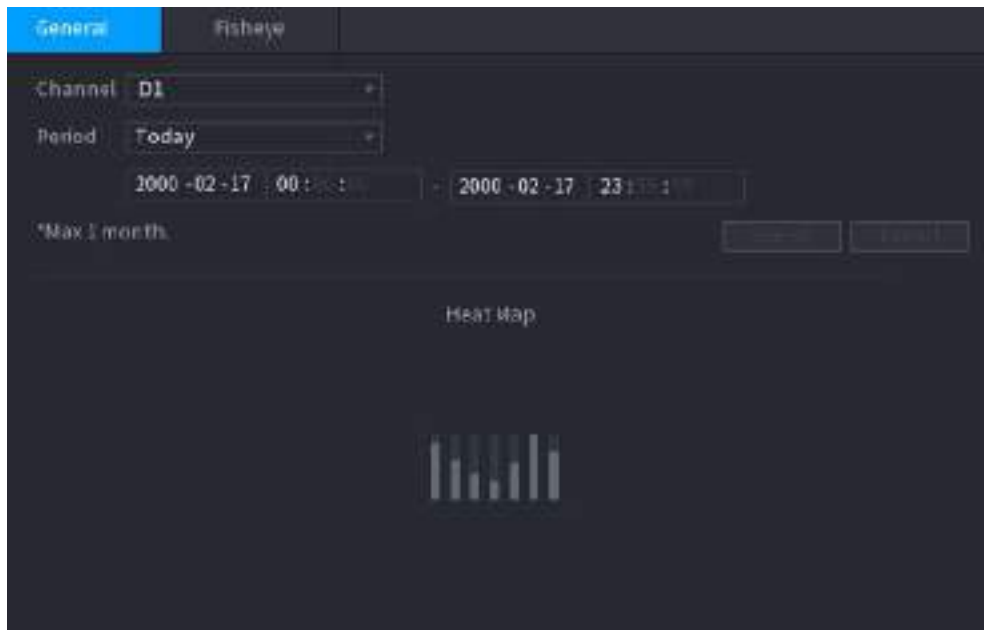 General Fisheye
Channel D1
Period Today
2000 -02 -17 00 : : - 2000 -02 -17 23 : :
*Max 1 month.
Heat Map